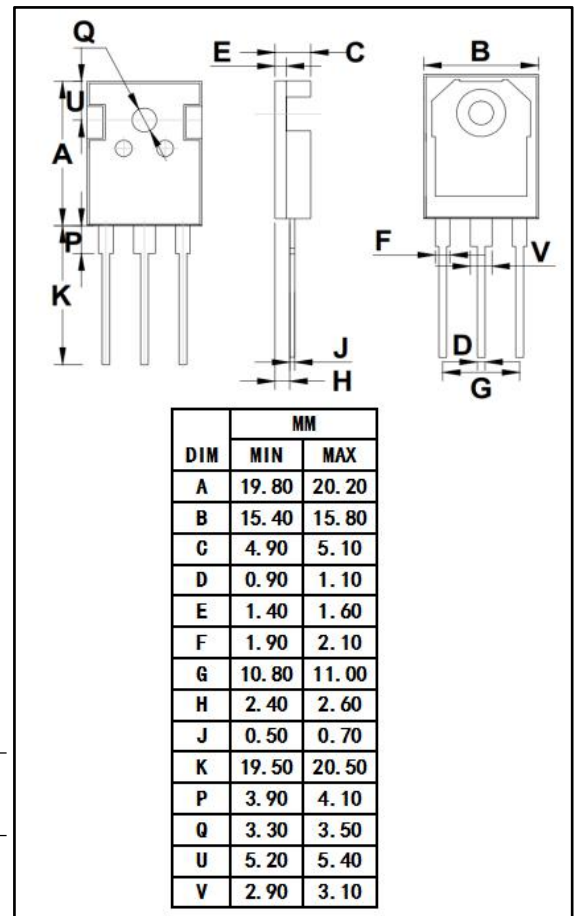 Q
E C B
U
A
P
F V
K
D
J
H G
MM
DIM MIN MAX
A 19.80 20.20
B 15.40 15.80
C 4.90 5.10
D 0.90 1.10
E 1.40 1.60
F 1.90 2.10
G 10.80 11.00
H 2.40 2.60
J 0.50 0.70
K 19.50 20.50
P 3.90 4.10
Q 3.30 3.50
U 5.20 5.40
V 2.90 3.10